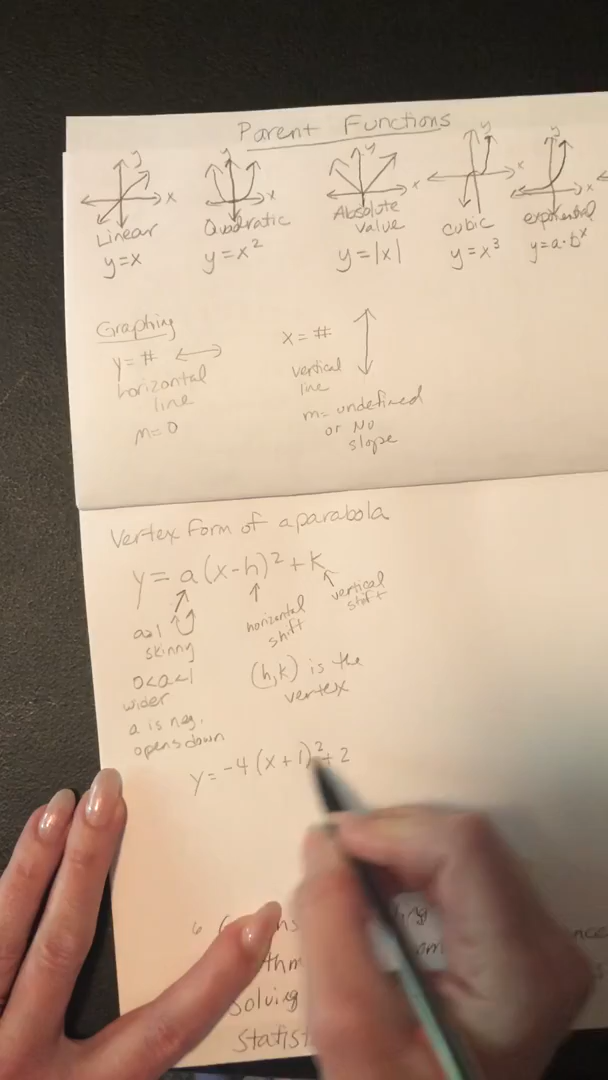 Parent Functions
y y y y y
x x x x
Linear Quadratic Absolute Value cubic exponential
y=x y=x² y=|x| y=x³ y=a·bˣ
Graphing
y=#
horizontal
line
m=0
x=#
vertical
line
m=undefined
or No
slope
Vertex Form of a parabola
y=a(x-h)²+k
a>1
skinny
0<a<1
wider
a is neg.
opens down
horizontal
shift
vertical
shift
(h,k) is the
vertex
y=-4(x+1)²+2
6
Solving